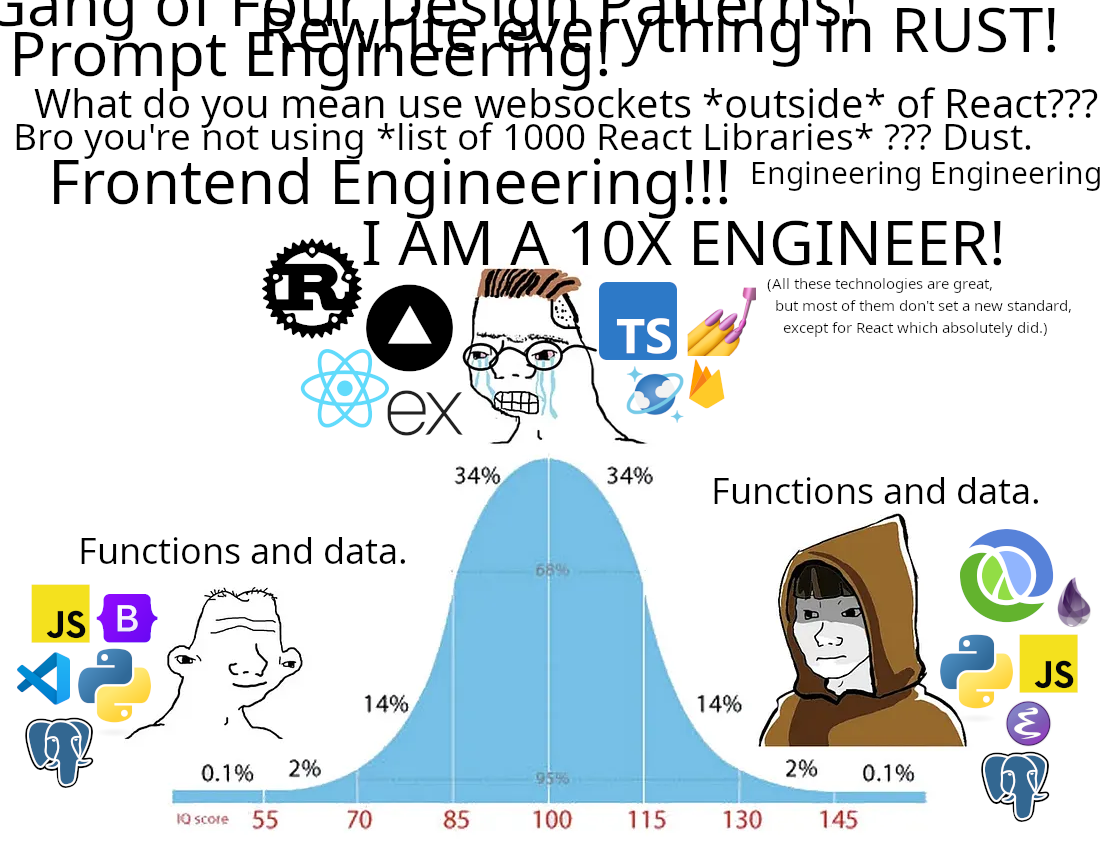 Gang of Four Design Patterns!
Rewrite everything in RUST!
Prompt Engineering!
What do you mean use websockets *outside* of React???
Bro you're not using *list of 1000 React Libraries* ??? Dust.
Frontend Engineering!!!
Engineering Engineering
I AM A 10X ENGINEER!
(All these technologies are great,
but most of them don't set a new standard,
except for React which absolutely did.)
R
TS
ex
34%
34%
Functions and data.
Functions and data.
68%
JS
B
JS
14%
14%
0.1%
2%
95%
2%
0.1%
IQ score
55
70
85
100
115
130
145